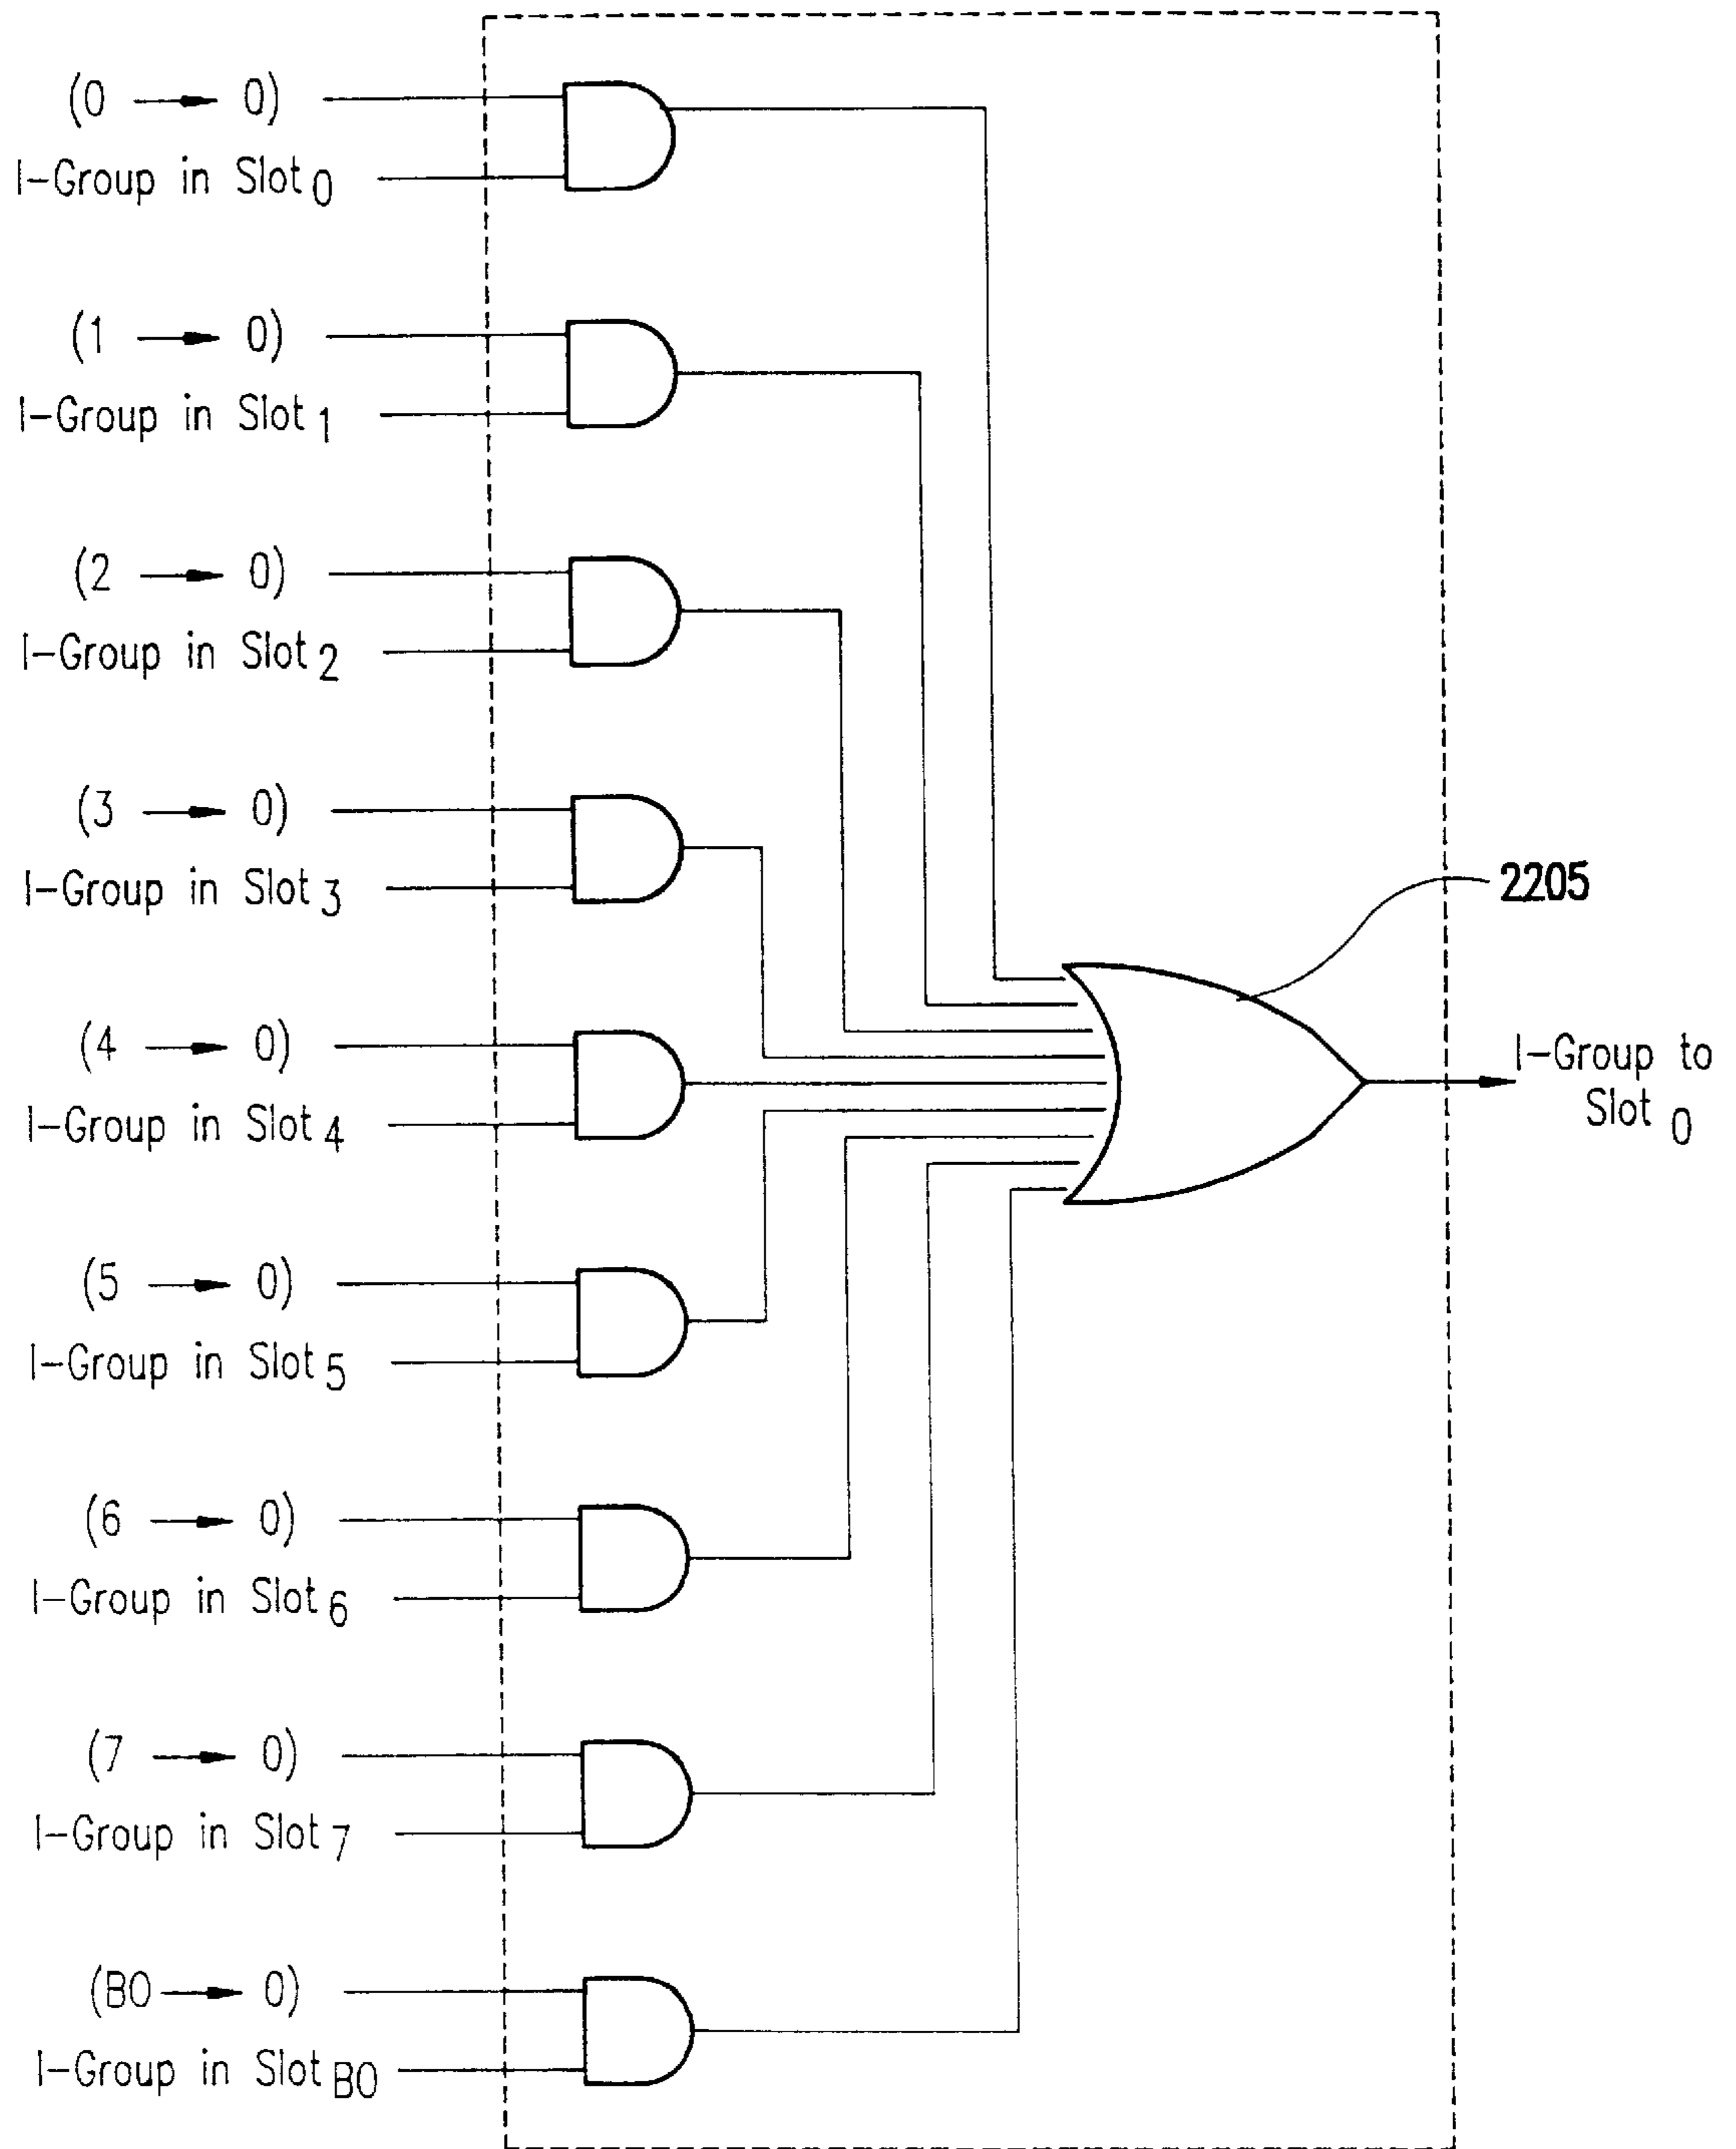 (0 → 0)
I-Group in Slot 0
(1 → 0)
I-Group in Slot 1
(2 → 0)
I-Group in Slot 2
(3 → 0)
I-Group in Slot 3
2205
(4 → 0)
I-Group to
Slot 0
I-Group in Slot 4
(5 → 0)
I-Group in Slot 5
(6 → 0)
I-Group in Slot 6
(7 → 0)
I-Group in Slot 7
(B0 → 0)
I-Group in Slot B0